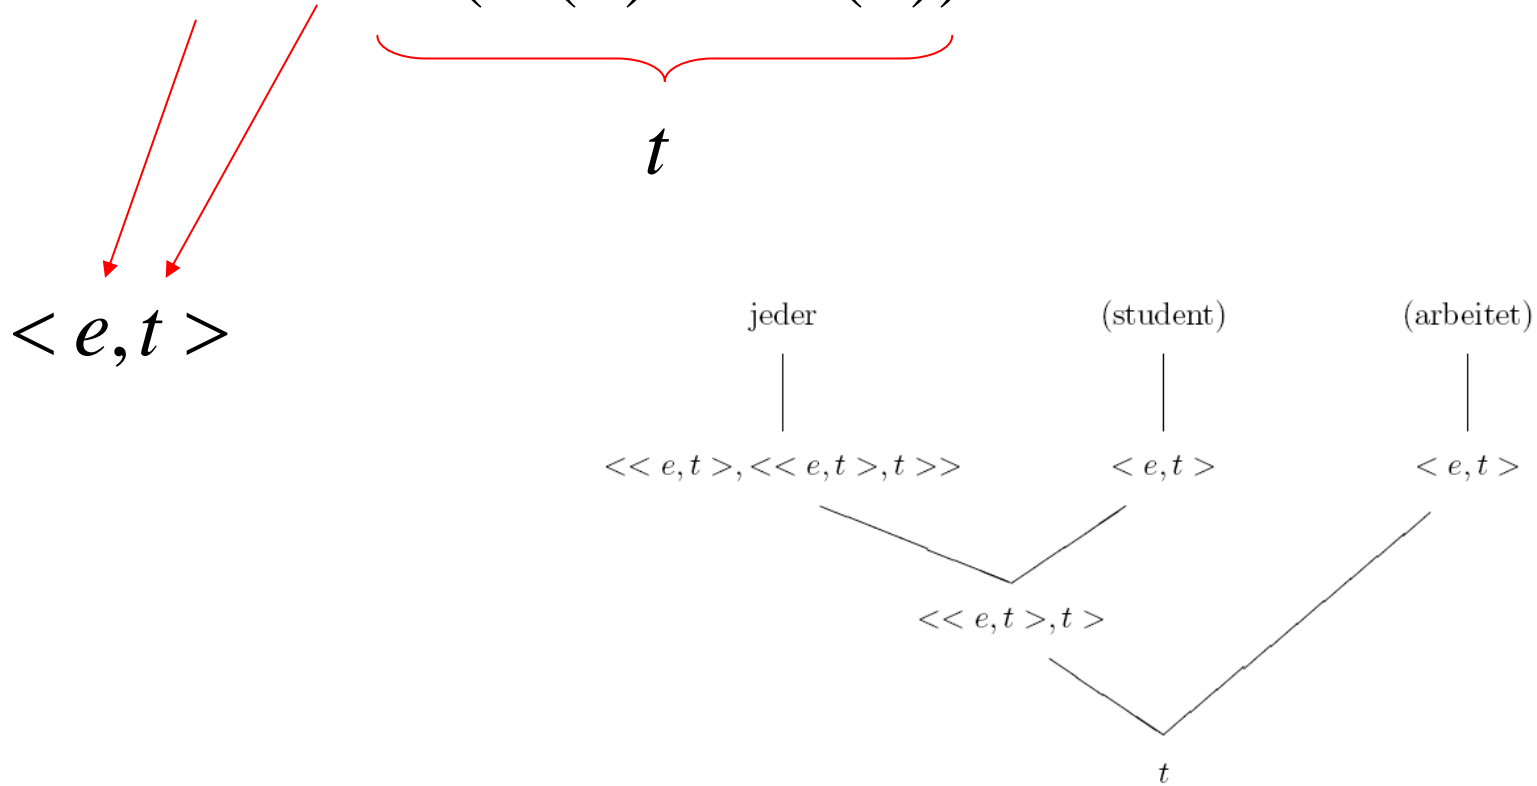 t
< e, t >
jeder (student) (arbeitet)
<< e, t >, << e, t >, t >> < e, t > < e, t >
<< e, t >, t >
t